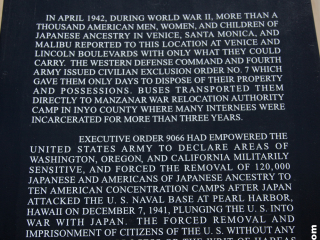 IN APRIL 1942, DURING WORLD WAR II, MORE THAN A
THOUSAND AMERICAN MEN, WOMEN, AND CHILDREN OF
JAPANESE ANCESTRY IN VENICE, SANTA MONICA, AND
MALIBU REPORTED TO THIS LOCATION AT VENICE AND
LINCOLN BOULEVARDS WITH ONLY WHAT THEY COULD
CARRY. THE WESTERN DEFENSE COMMAND AND FOURTH
ARMY ISSUED CIVILIAN EXCLUSION ORDER NO. 7 WHICH
GAVE THEM ONLY DAYS TO DISPOSE OF THEIR PROPERTY
AND POSSESSIONS. BUSES TRANSPORTED THEM
DIRECTLY TO MANZANAR WAR RELOCATION AUTHORITY
CAMP IN INYO COUNTY WHERE MANY INTERNEES WERE
INCARCERATED FOR MORE THAN THREE YEARS.
EXECUTIVE ORDER 9066 HAD EMPOWERED THE
UNITED STATES ARMY TO DECLARE AREAS OF
WASHINGTON, OREGON, AND CALIFORNIA MILITARILY
SENSITIVE, AND FORCED THE REMOVAL OF 120,000
JAPANESE AND AMERICANS OF JAPANESE ANCESTRY TO
TEN AMERICAN CONCENTRATION CAMPS AFTER JAPAN
ATTACKED THE U. S. NAVAL BASE AT PEARL HARBOR,
HAWAII ON DECEMBER 7, 1941, PLUNGING THE U. S. INTO
WAR WITH JAPAN. THE FORCED REMOVAL AND
IMPRISONMENT OF CITIZENS OF THE U. S. WITHOUT ANY